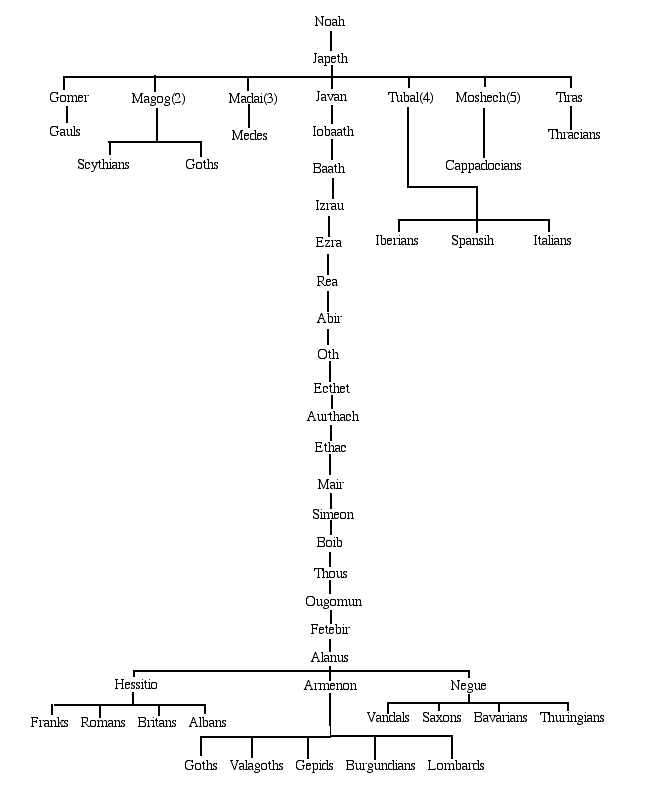 Noah
Japeth
Gomer Magog(2) Madai(3) Javan Tubal(4) Moshech(5) Tiras
Gauls Medes Iobaath Thracians
Scythians Goths Baath Cappadocians
Izrau
Ezra Iberians Spansih Italians
Rea
Abir
Oth
Ecthet
Aurthach
Ethac
Mair
Simeon
Boib
Thous
Ougomun
Fetebir
Alanus
Hessitio Armenon Negue
Franks Romans Britans Albans Vandals Saxons Bavarians Thuringians
Goths Valagoths Gepids Burgundians Lombards